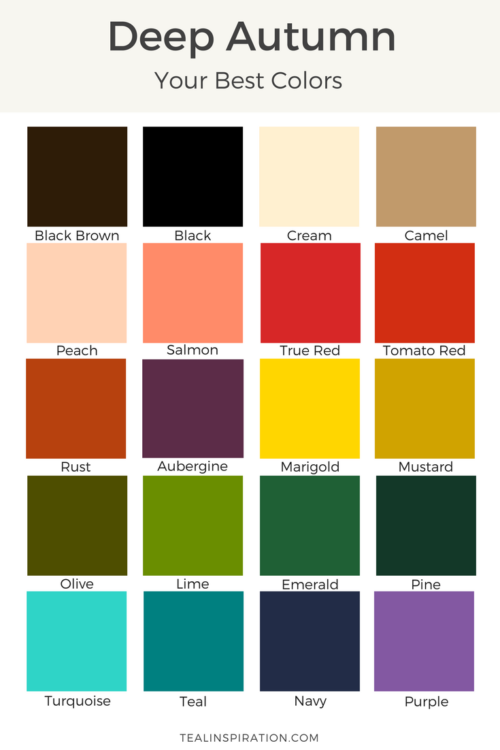 Deep Autumn
Your Best Colors
Black Brown Black Cream Camel
Peach Salmon True Red Tomato Red
Rust Aubergine Marigold Mustard
Olive Lime Emerald Pine
Turquoise Teal Navy Purple
TEALINSPIRATION.COM